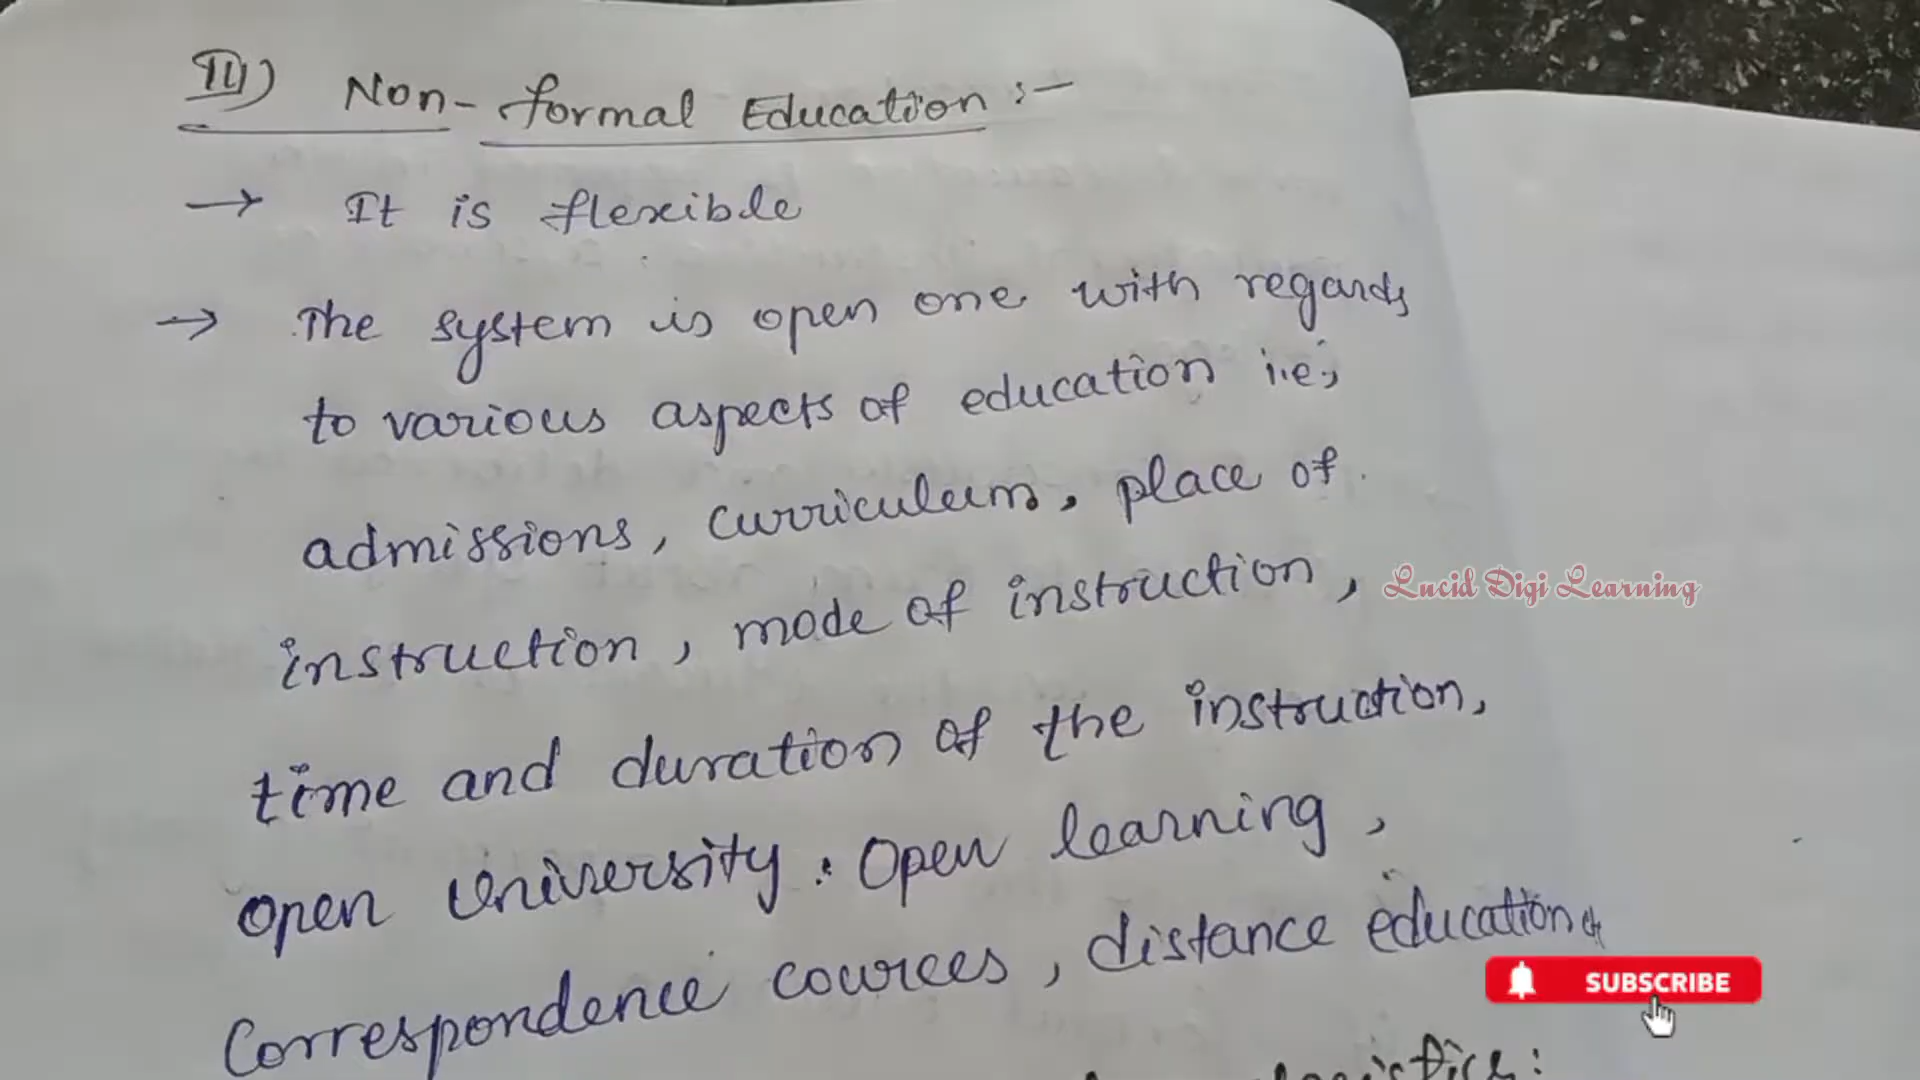 III) Non-formal Education :-
→ It is flexible
→ The system is open one with regards
to various aspects of education i.e;
admissions, curriculum, place of
instruction, mode of instruction,
Lucid Digi Learning
time and duration of the instruction,
open University. Open learning,
Correspondence cources, distance education
SUBSCRIBE